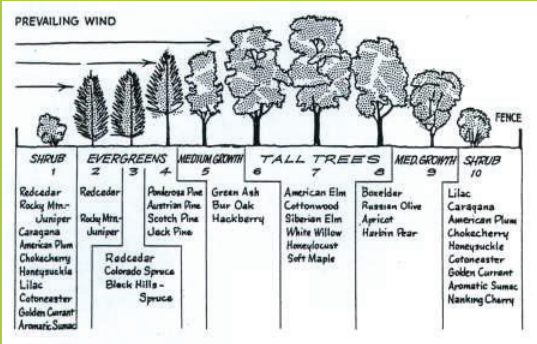 PREVAILING WIND
FENCE
SHRUB EVERGREENS MEDIUM GROWTH TALL TREES MED. GROWTH SHRUB
1 2 3 4 5 6 7 8 9 10
Redcedar
Rocky Mtn.-
Juniper
Caragana
American Plum
Chokecherry
Honeysuckle
Lilac
Cotoneaster
Golden Currant
Aromatic Sumac
Redcedar
Rocky Mtn-
Juniper
Redcedar
Colorado Spruce
Black Hills-
Spruce
Ponderosa Pine
Austrian Pine
Scotch Pine
Jack Pine
Green Ash
Bur Oak
Hackberry
American Elm
Cottonwood
Siberian Elm
White Willow
Honeylocust
Soft Maple
Boxelder
Russian Olive
Apricot
Harbin Pear
Lilac
Caragana
American Plum
Chokecherry
Honeysuckle
Cotoneaster
Golden Currant
Aromatic Sumac
Nanking Cherry